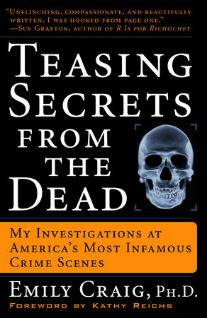 "Unflinching, compassionate, and beautifully
written, I was hooked from page one."
—Sue Grafton, author of R Is for Ricochet
Teasing
Secrets
from
the
Dead
My Investigations at
America's Most Infamous
Crime Scenes
Emily Craig, Ph.D.
Foreword by Kathy Reichs